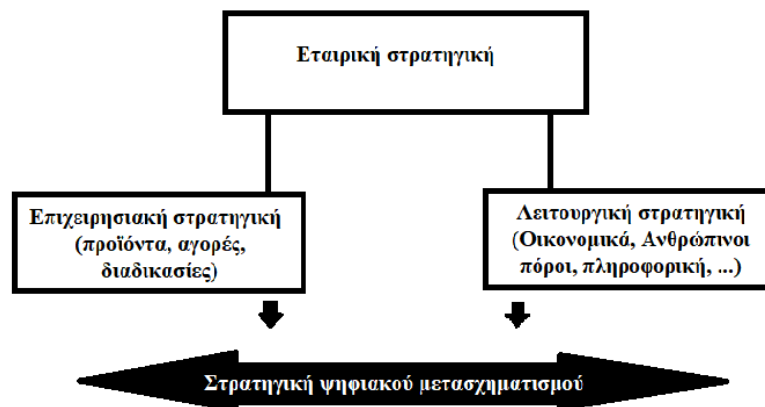 Εταιρική στρατηγική
Επιχειρησιακή στρατηγική
(προϊόντα, αγορές,
διαδικασίες)
Λειτουργική στρατηγική
(Οικονομικά, Ανθρώπινοι
πόροι, πληροφορική, ...)
Στρατηγική ψηφιακού μετασχηματισμού